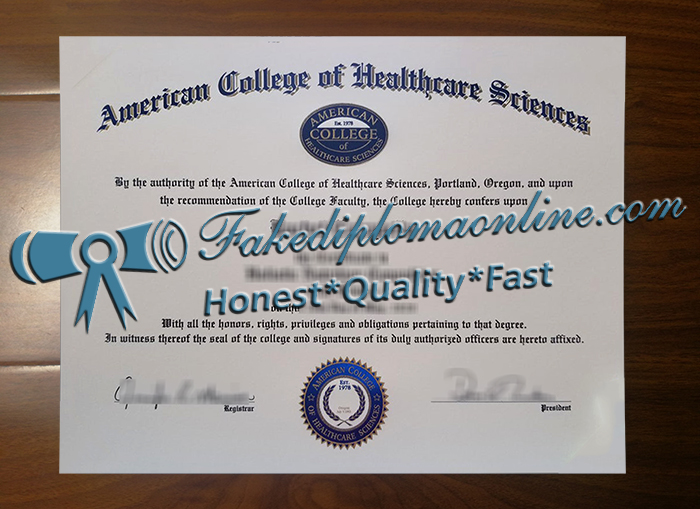 American College of Healthcare Sciences
AMERICAN
Est. 1978
COLLEGE
of
HEALTHCARE SCIENCES
By the authority of the American College of Healthcare Sciences, Portland, Oregon, and upon
the recommendation of the College Faculty, the College hereby confers upon
Fakediplomaonline.com
Honest*Quality*Fast
on the
With all the honors, rights, privileges and obligations pertaining to that degree.
In witness thereof the seal of the college and signatures of its duly authorized officers are hereto affixed.
AMERICAN COLLEGE
EST.
1978
OF HEALTHCARE SCIENCES
Registrar
President